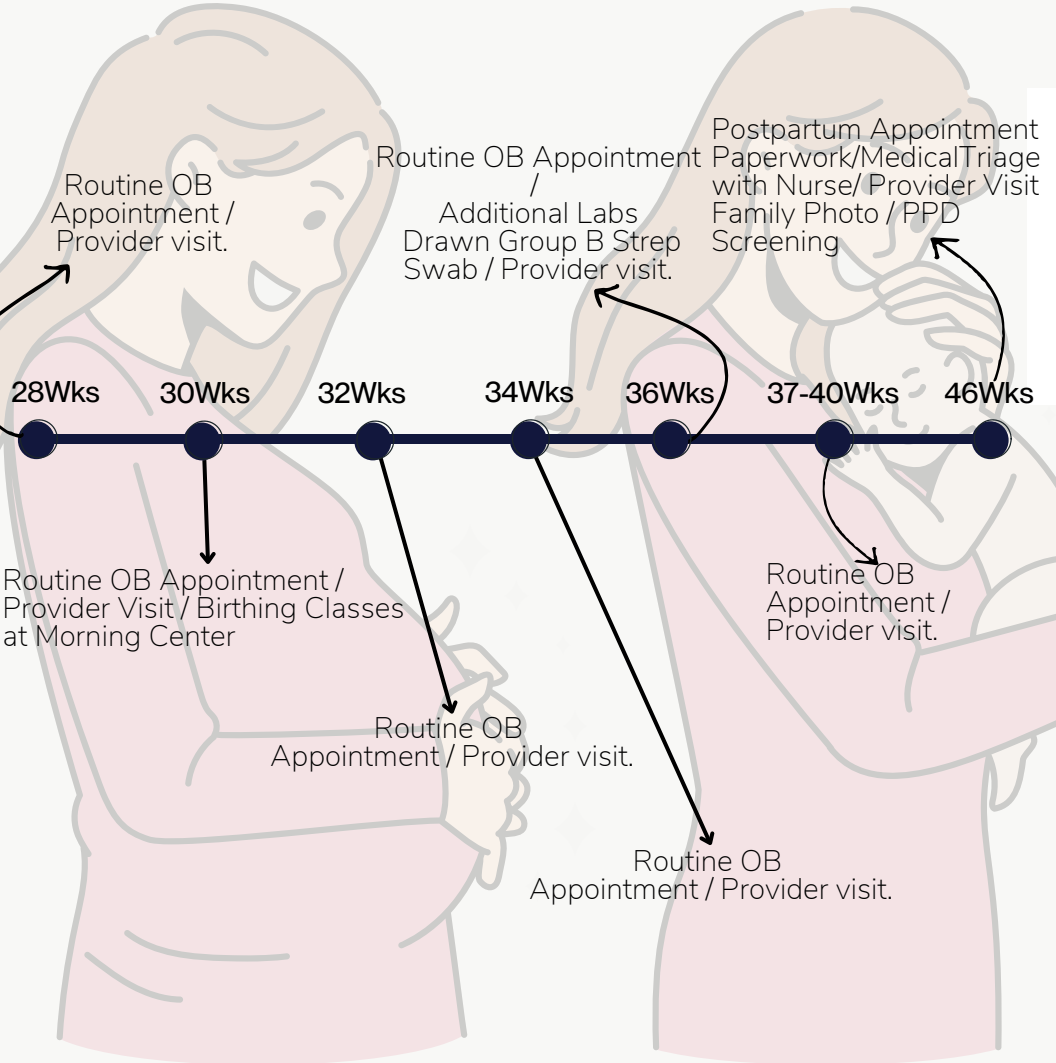 Postpartum Appointment
Paperwork/MedicalTriage
with Nurse/ Provider Visit
Family Photo / PPD
Screening
Routine OB Appointment
/
Additional Labs
Drawn Group B Strep
Swab / Provider visit.
Routine OB
Appointment /
Provider visit.
28Wks
30Wks
32Wks
34Wks
36Wks
37-40Wks
46Wks
Routine OB Appointment /
Provider Visit / Birthing Classes
at Morning Center
Routine OB
Appointment /
Provider visit.
Routine OB
Appointment / Provider visit.
Routine OB
Appointment / Provider visit.